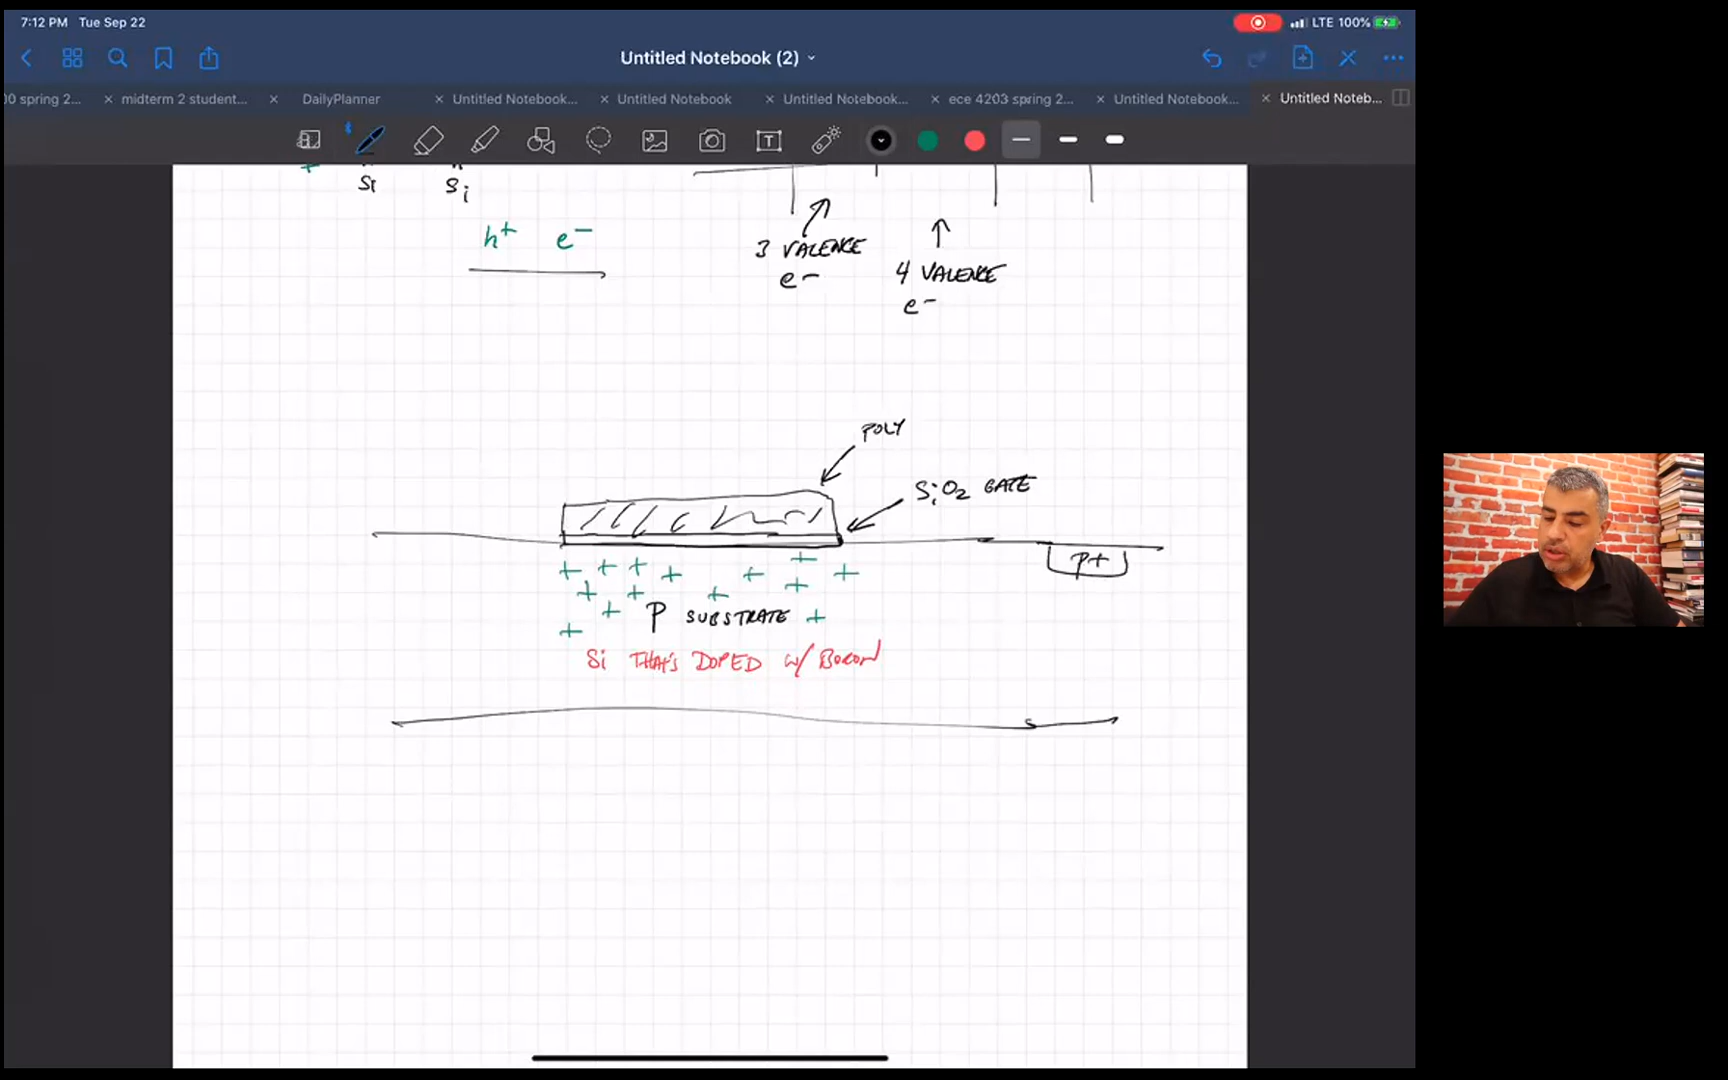 7:12 PM Tue Sep 22
LTE 100%
Untitled Notebook (2)
00 spring 2...
midterm 2 student...
DailyPlanner
Untitled Notebook...
Untitled Notebook
Untitled Notebook...
ece 4203 spring 2...
Untitled Notebook...
Untitled Noteb...
T
+
Si
Si
h+ e−
3 VALENCE
e−
4 VALENCE
e−
POLY
SiO2 GATE
P+
+ + + + + + +
+ + + +
+ P SUBSTRATE +
+
Si THAT'S DOPED W/ BORON